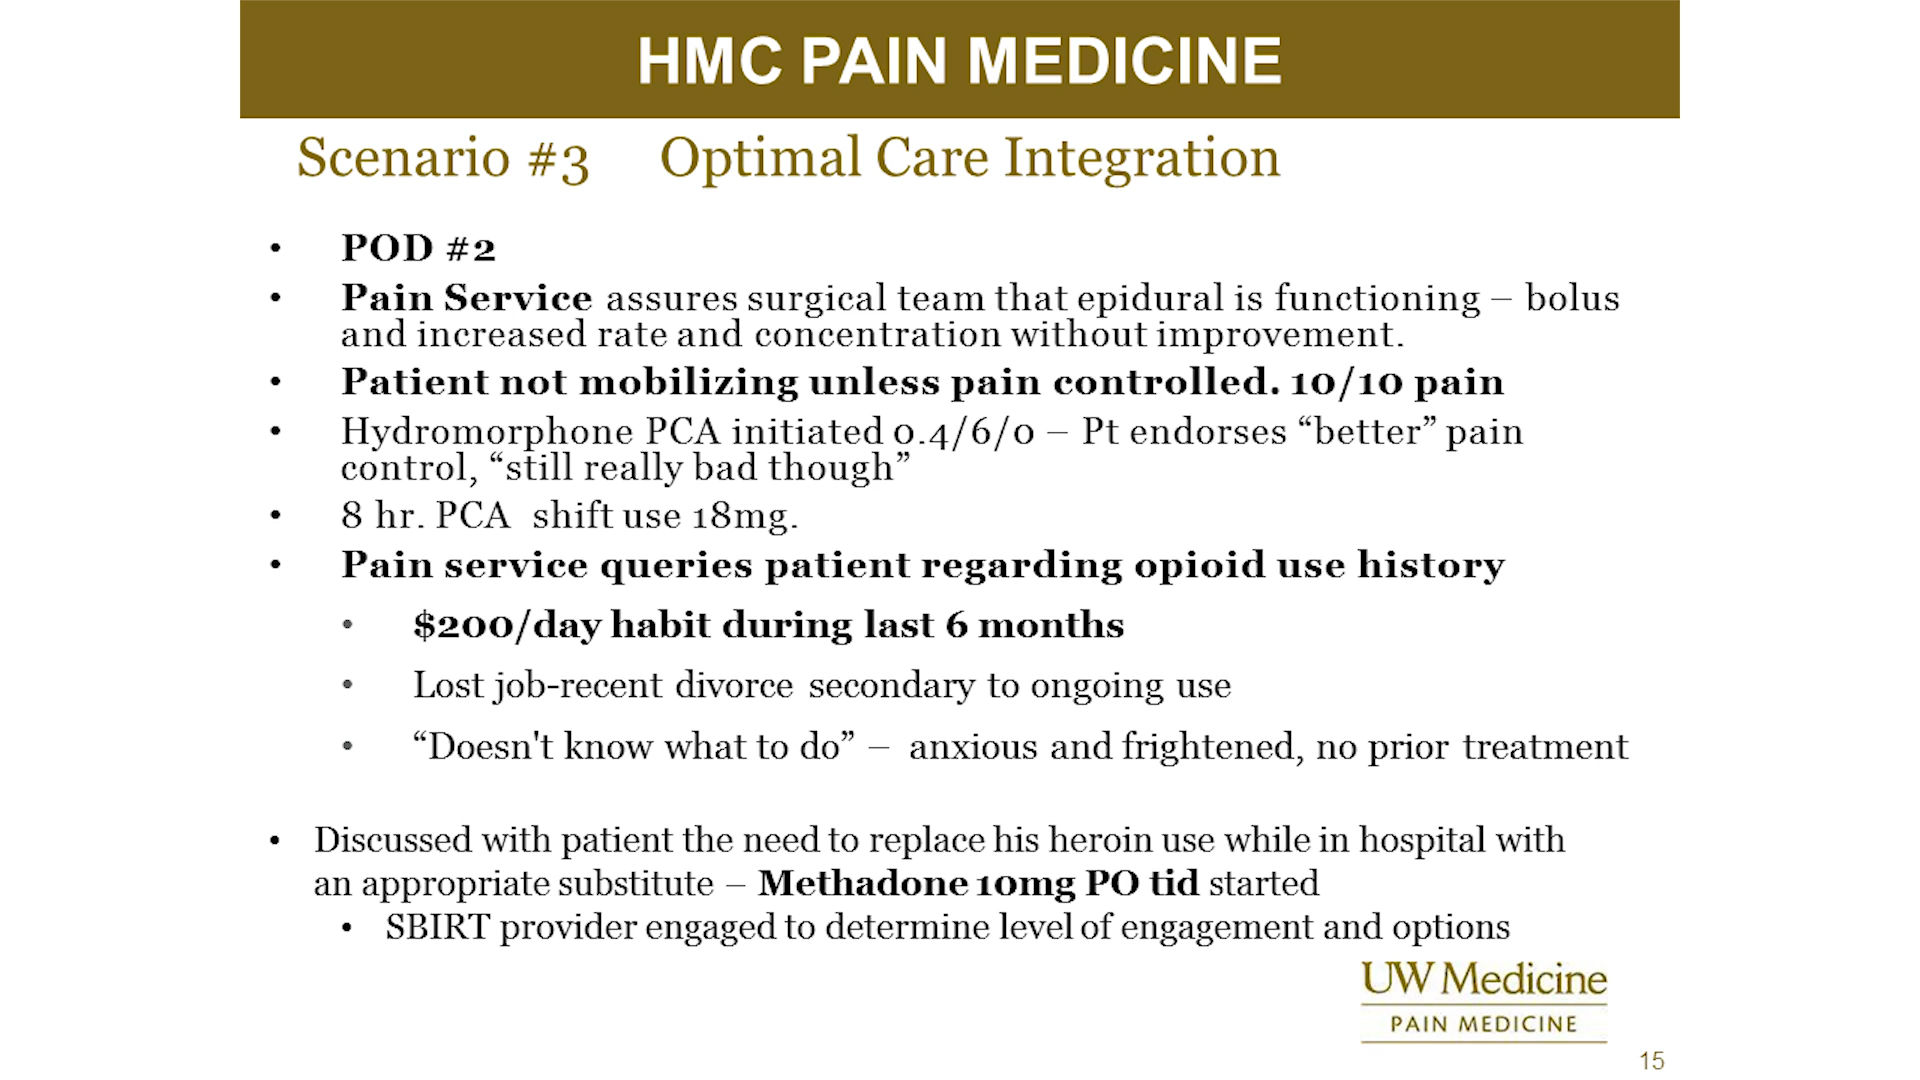 HMC PAIN MEDICINE
Scenario #3 Optimal Care Integration
• POD #2
• Pain Service assures surgical team that epidural is functioning – bolus
and increased rate and concentration without improvement.
• Patient not mobilizing unless pain controlled. 10/10 pain
• Hydromorphone PCA initiated 0.4/6/0 – Pt endorses “better” pain
control, “still really bad though”
• 8 hr. PCA shift use 18mg.
• Pain service queries patient regarding opioid use history
• $200/day habit during last 6 months
• Lost job-recent divorce secondary to ongoing use
• “Doesn't know what to do” – anxious and frightened, no prior treatment
• Discussed with patient the need to replace his heroin use while in hospital with
an appropriate substitute – Methadone 10mg PO tid started
• SBIRT provider engaged to determine level of engagement and options
UW Medicine
PAIN MEDICINE
15